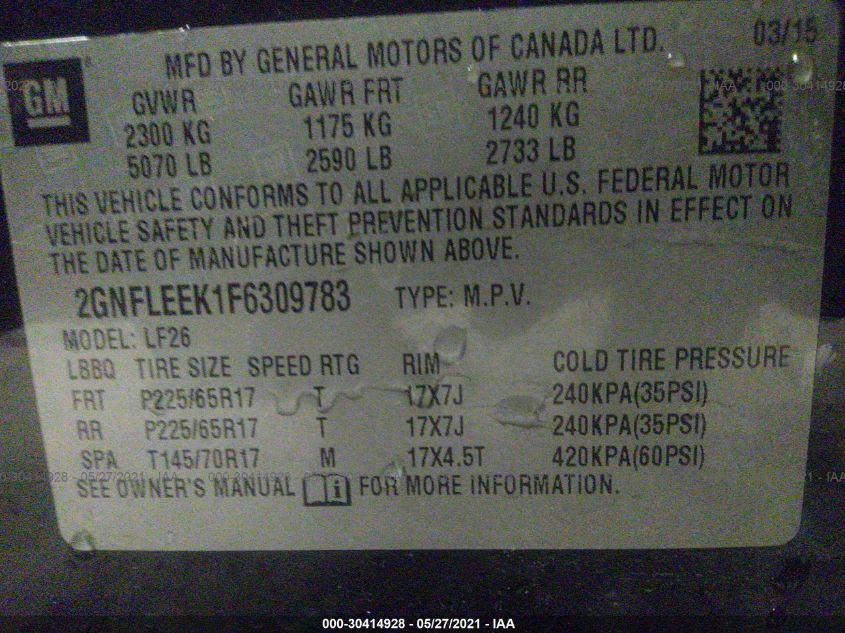 03/15
MFD BY GENERAL MOTORS OF CANADA LTD.
GM
GVWR GAWR FRT GAWR RR
2300 KG 1175 KG 1240 KG
5070 LB 2590 LB 2733 LB
THIS VEHICLE CONFORMS TO ALL APPLICABLE U.S. FEDERAL MOTOR
VEHICLE SAFETY AND THEFT PREVENTION STANDARDS IN EFFECT ON
THE DATE OF MANUFACTURE SHOWN ABOVE.
2GNFLEEK1F6309783 TYPE: M.P.V.
MODEL: LF26
LBBQ TIRE SIZE SPEED RTG RIM COLD TIRE PRESSURE
FRT P225/65R17 T 17X7J 240KPA(35PSI)
RR P225/65R17 T 17X7J 240KPA(35PSI)
SPA T145/70R17 M 17X4.5T 420KPA(60PSI)
SEE OWNER'S MANUAL i FOR MORE INFORMATION.
000-30414928 - 05/27/2021 - IAA